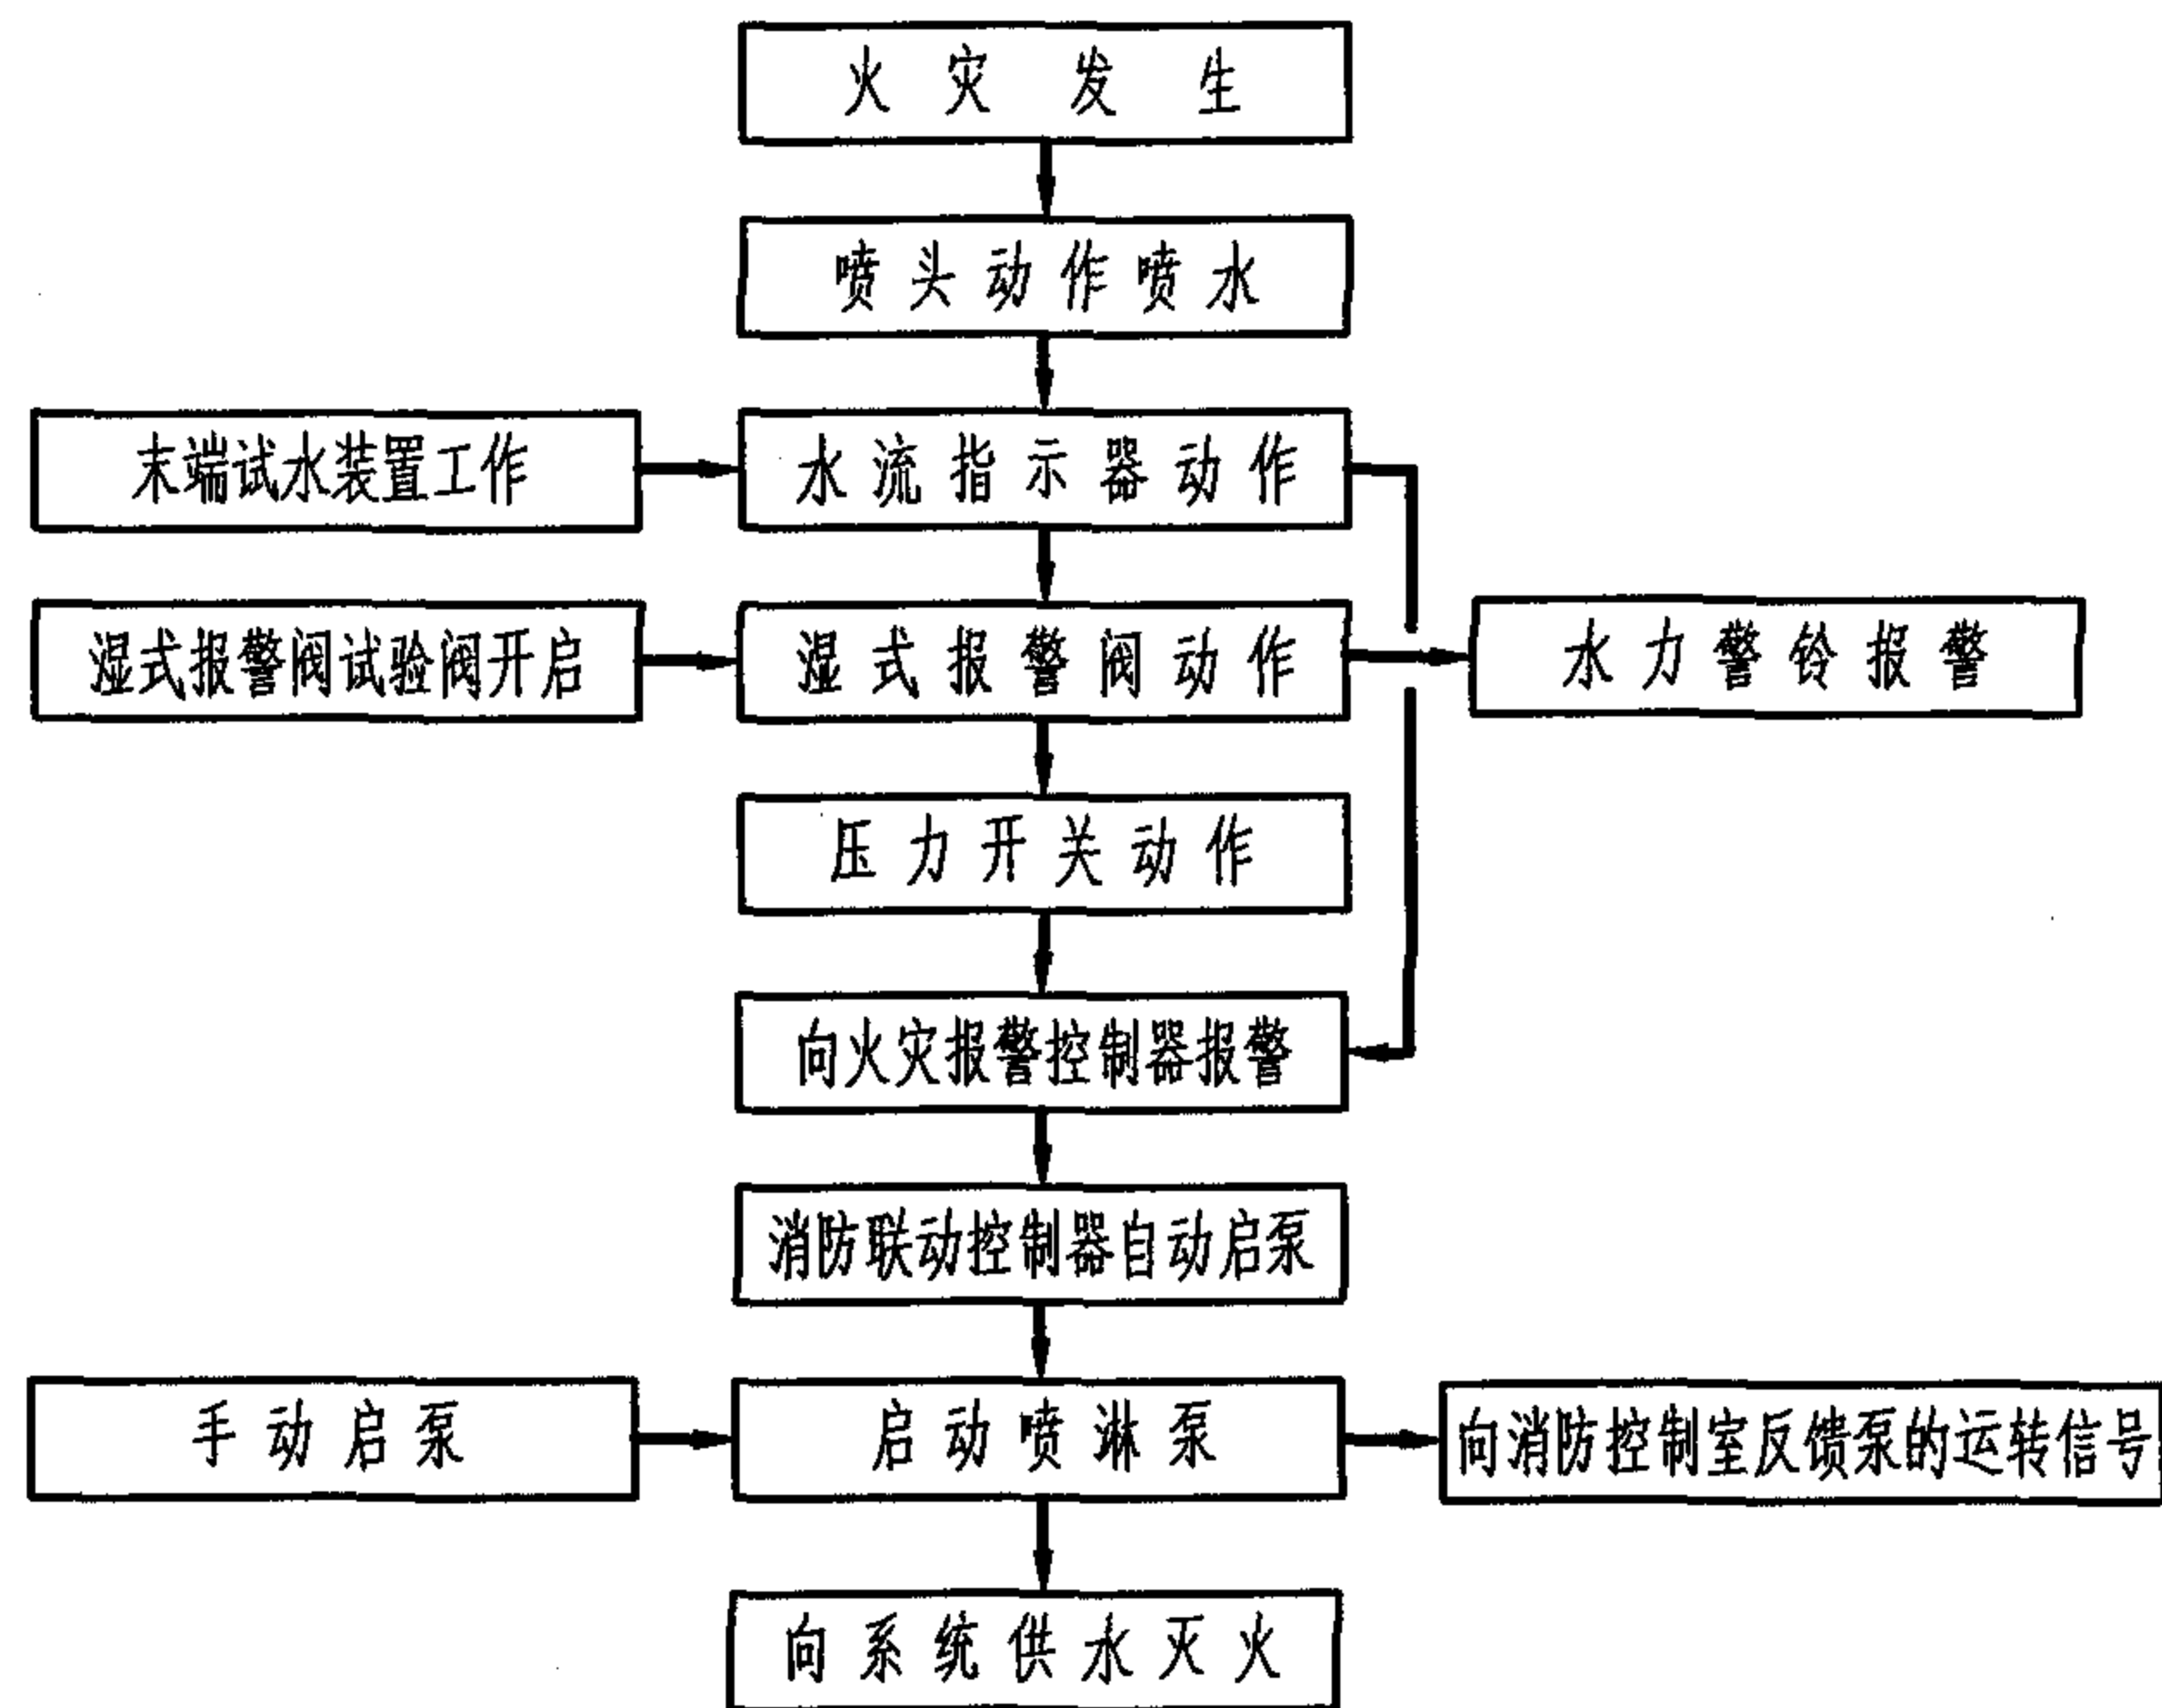 火灾发生
喷头动作喷水
末端试水装置工作
水流指示器动作
湿式报警阀试验阀开启
湿式报警阀动作
水力警铃报警
压力开关动作
向火灾报警控制器报警
消防联动控制器自动启泵
手动启泵
启动喷淋泵
向消防控制室反馈泵的运转信号
向系统供水灭火